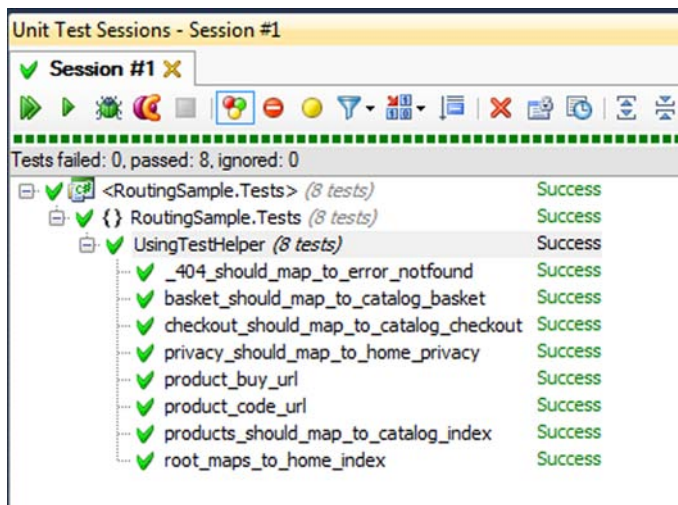 Unit Test Sessions - Session #1
Session #1
Tests failed: 0, passed: 8, ignored: 0
<RoutingSample.Tests> (8 tests) Success
{} RoutingSample.Tests (8 tests) Success
UsingTestHelper (8 tests) Success
_404_should_map_to_error_notfound Success
basket_should_map_to_catalog_basket Success
checkout_should_map_to_catalog_checkout Success
privacy_should_map_to_home_privacy Success
product_buy_url Success
product_code_url Success
products_should_map_to_catalog_index Success
root_maps_to_home_index Success